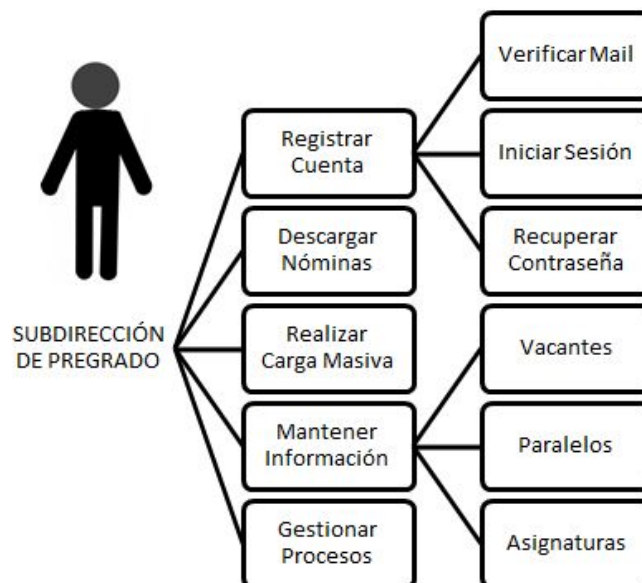 SUBDIRECCIÓN
DE PREGRADO
Registrar
Cuenta
Descargar
Nóminas
Realizar
Carga Masiva
Mantener
Información
Gestionar
Procesos
Verificar Mail
Iniciar Sesión
Recuperar
Contraseña
Vacantes
Paralelos
Asignaturas